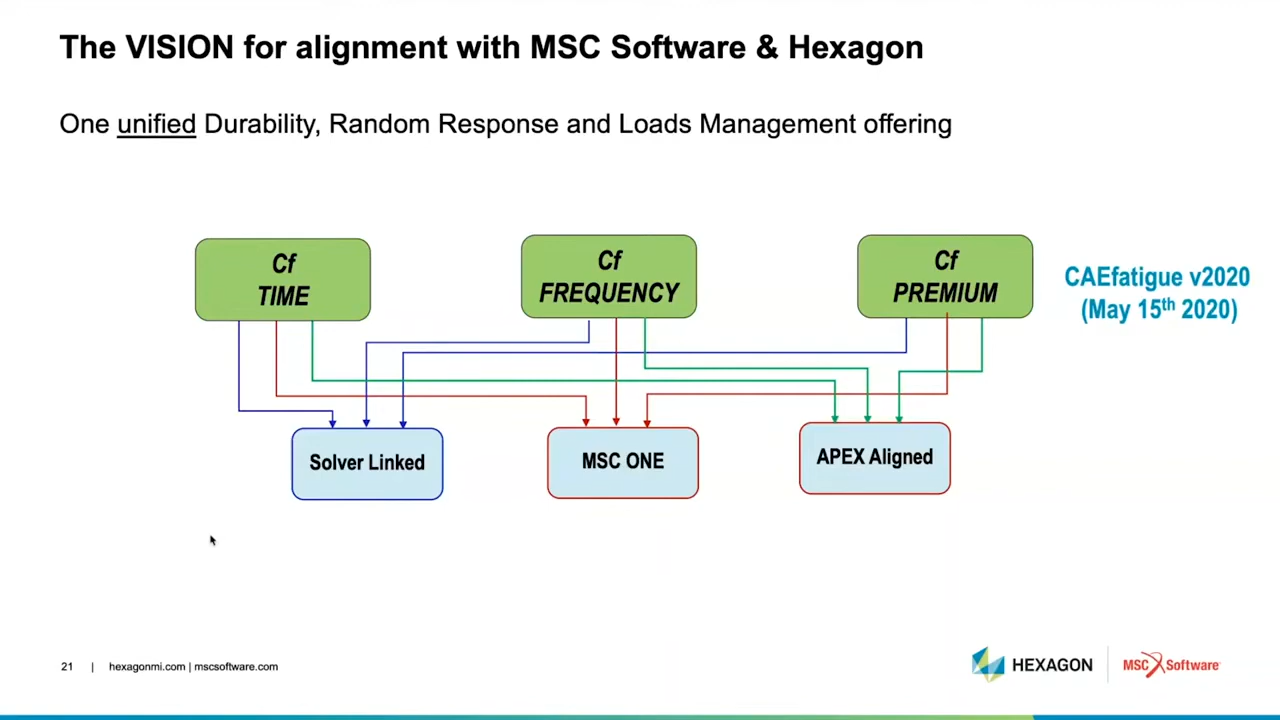 The VISION for alignment with MSC Software & Hexagon
One unified Durability, Random Response and Loads Management offering
Cf
TIME
Cf
FREQUENCY
Cf
PREMIUM
CAEfatigue v2020
(May 15th 2020)
Solver Linked
MSC ONE
APEX Aligned
21 | hexagonmi.com | mscsoftware.com
HEXAGON
MSC Software